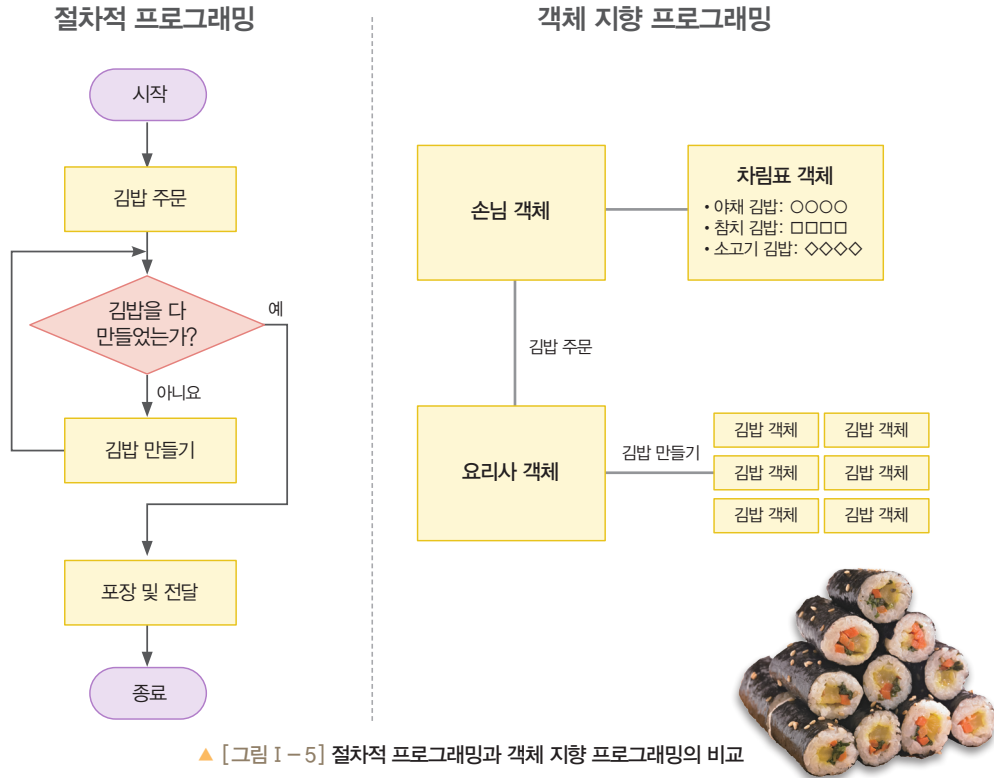 절차적 프로그래밍
시작
김밥 주문
김밥을 다
만들었는가?
예
아니요
김밥 만들기
포장 및 전달
종료
객체 지향 프로그래밍
손님 객체
차림표 객체
• 야채 김밥: ○○○○
• 참치 김밥: □□□□
• 소고기 김밥: ◇◇◇◇
김밥 주문
요리사 객체
김밥 만들기
김밥 객체 김밥 객체
김밥 객체 김밥 객체
김밥 객체 김밥 객체
▲ [그림 Ⅰ-5] 절차적 프로그래밍과 객체 지향 프로그래밍의 비교